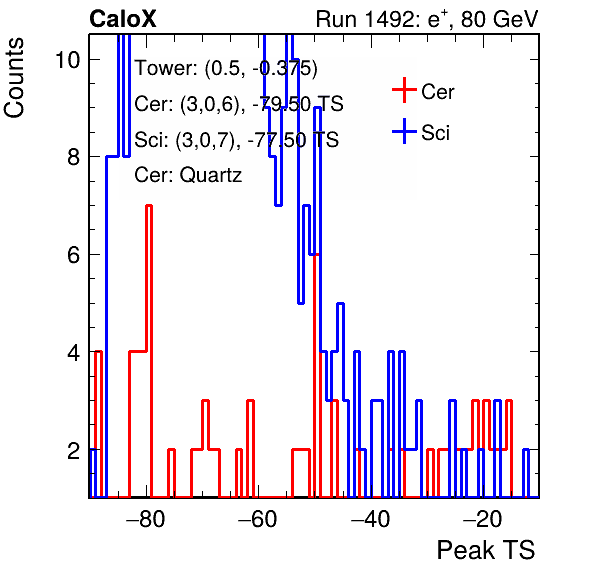 CaloX Run 1492: e⁺, 80 GeV
Counts
10
8
6
4
2
Tower: (0.5, -0.375)
Cer: (3,0,6), -79.50 TS
Sci: (3,0,7), -77.50 TS
Cer: Quartz
Cer
Sci
−80 −60 −40 −20
Peak TS